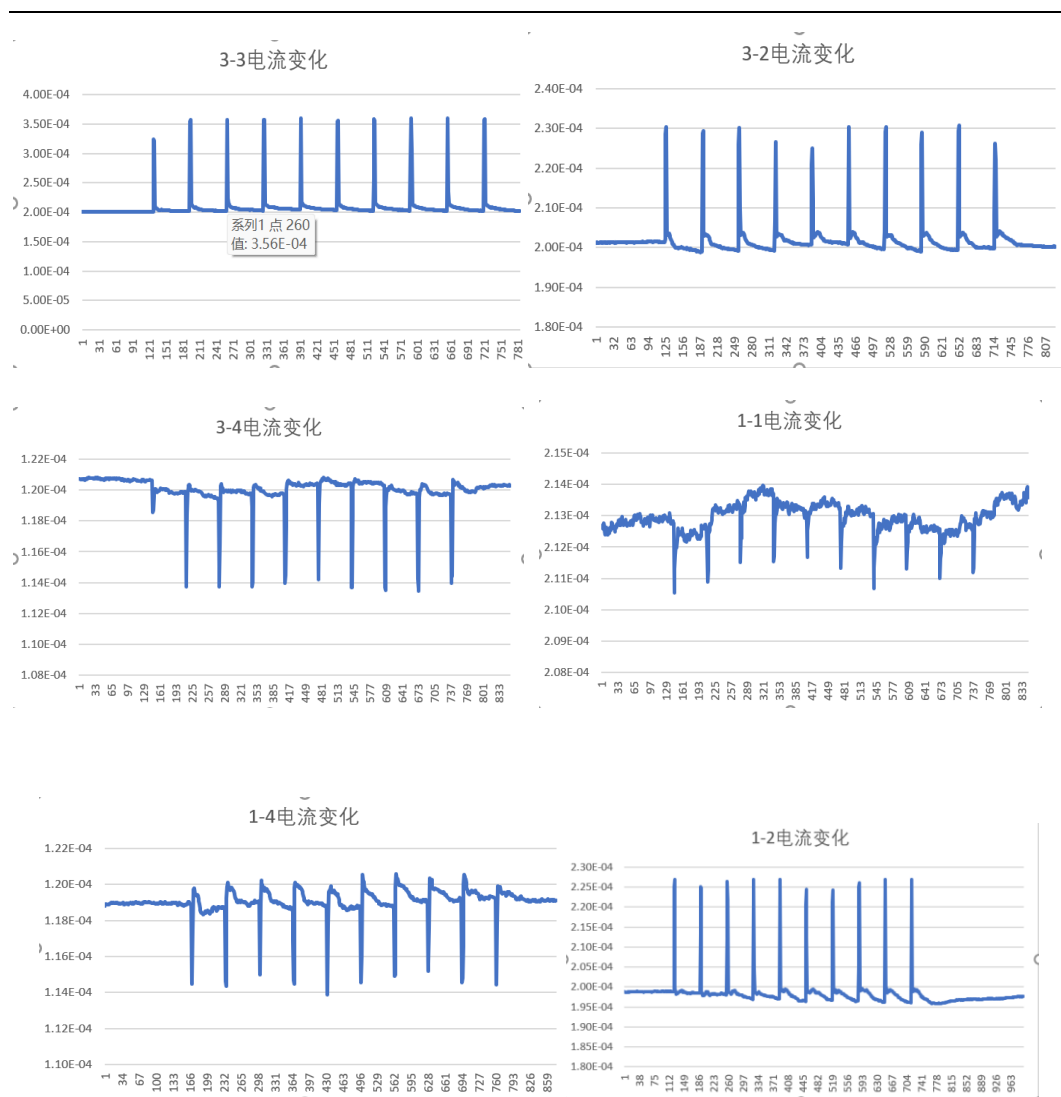 3-3电流变化
4.00E-04
3.50E-04
3.00E-04
2.50E-04
2.00E-04
1.50E-04
1.00E-04
5.00E-05
0.00E+00
系列1 点 260
值: 3.56E-04
1 31 61 91 121 151 181 211 241 271 301 331 361 391 421 451 481 511 541 571 601 631 661 691 721 751 781
3-2电流变化
2.40E-04
2.30E-04
2.20E-04
2.10E-04
2.00E-04
1.90E-04
1.80E-04
1 32 63 94 125 156 187 218 249 280 311 342 373 404 435 466 497 528 559 590 621 652 683 714 745 776 807
3-4电流变化
1.22E-04
1.20E-04
1.18E-04
1.16E-04
1.14E-04
1.12E-04
1.10E-04
1.08E-04
1 33 65 97 129 161 193 225 257 289 321 353 385 417 449 481 513 545 577 609 641 673 705 737 769 801 833
1-1电流变化
2.15E-04
2.14E-04
2.13E-04
2.12E-04
2.11E-04
2.10E-04
2.09E-04
2.08E-04
1 33 65 97 129 161 193 225 257 289 321 353 385 417 449 481 513 545 577 609 641 673 705 737 769 801 833
1-4电流变化
1.22E-04
1.20E-04
1.18E-04
1.16E-04
1.14E-04
1.12E-04
1.10E-04
1 34 67 100 133 166 199 232 265 298 331 364 397 430 463 496 529 562 595 628 661 694 727 760 793 826 859
1-2电流变化
2.30E-04
2.25E-04
2.20E-04
2.15E-04
2.10E-04
2.05E-04
2.00E-04
1.95E-04
1.90E-04
1.85E-04
1.80E-04
1 38 75 112 149 186 223 260 297 334 371 408 445 482 519 556 593 630 667 704 741 778 815 852 889 926 963